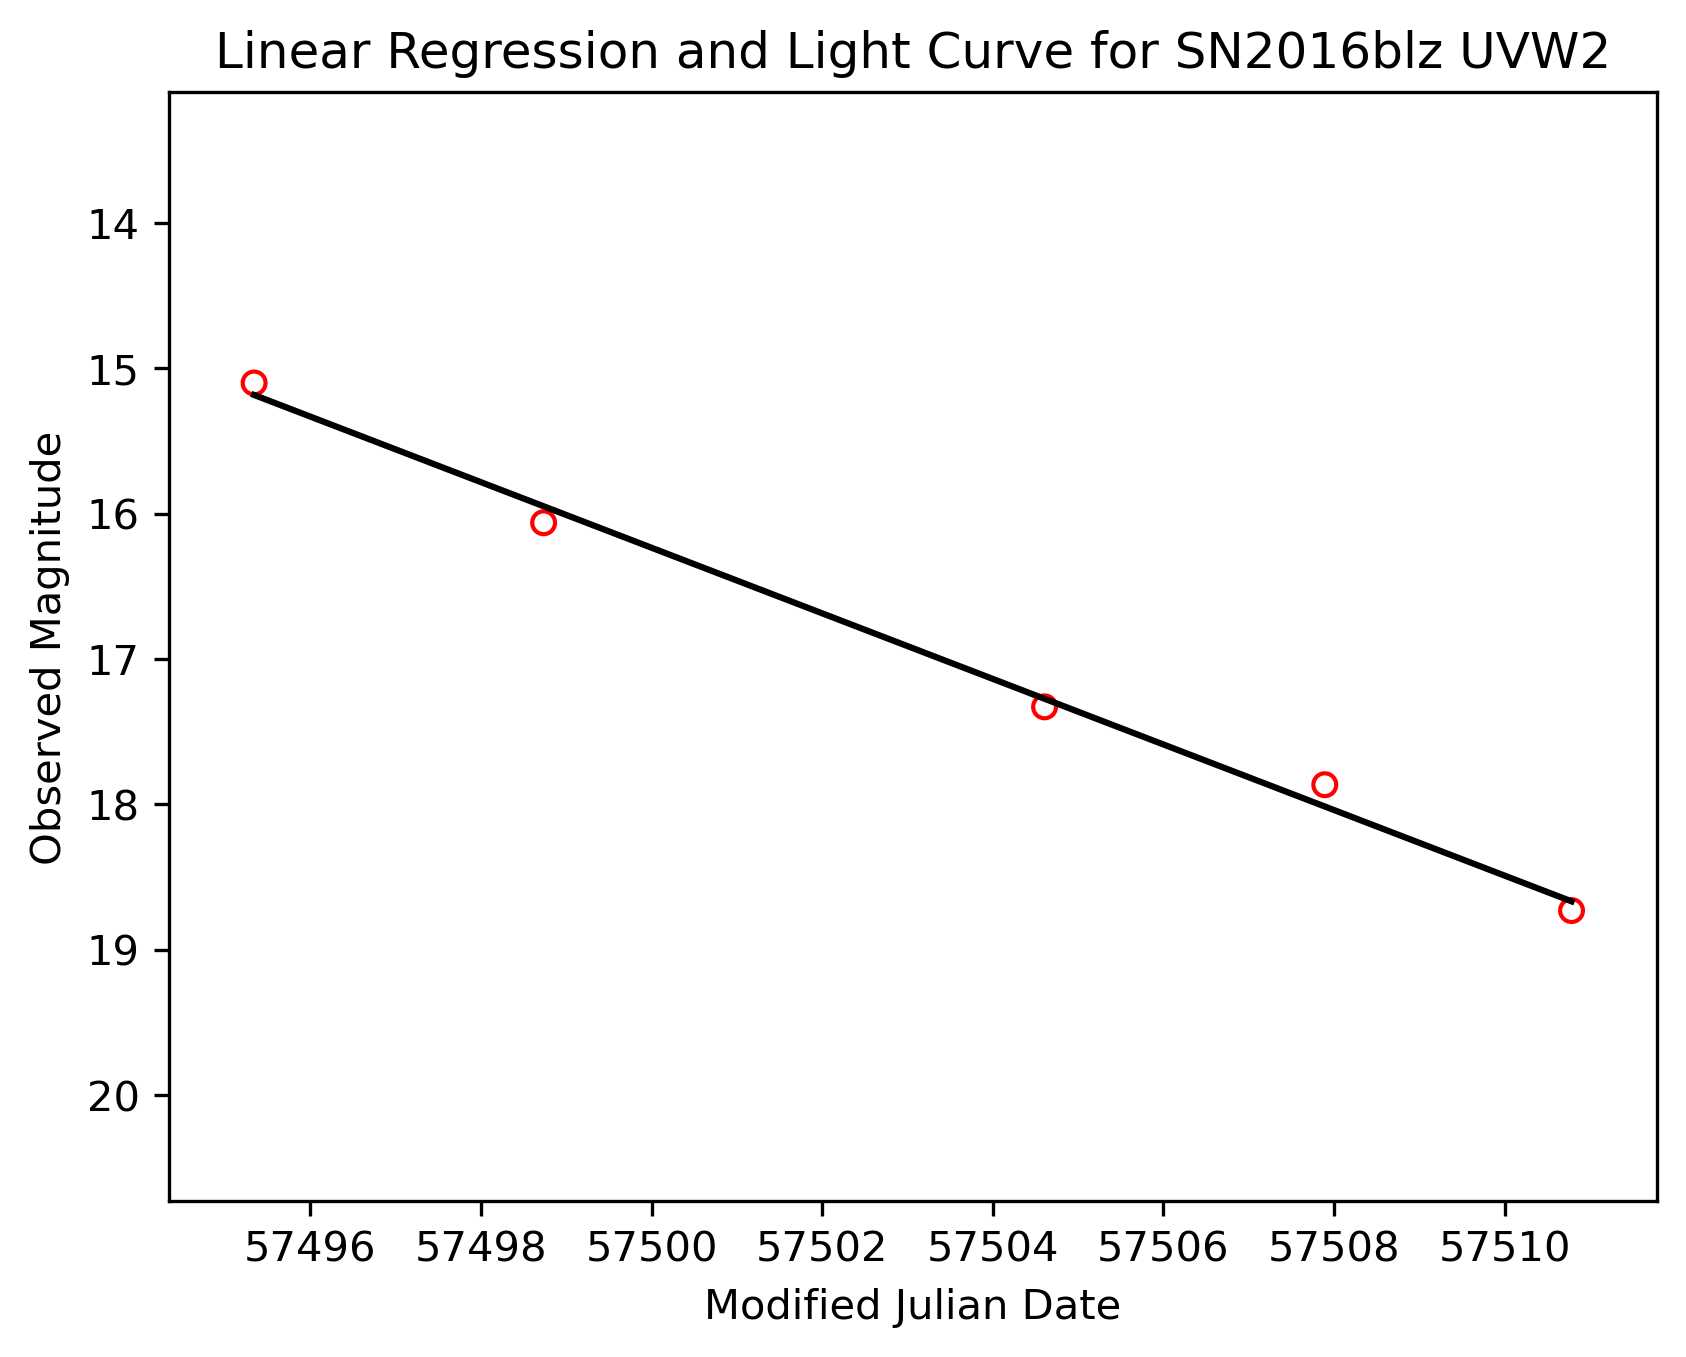 Linear Regression and Light Curve for SN2016blz UVW2
14
15
16
17
18
19
20
Observed Magnitude
57496 57498 57500 57502 57504 57506 57508 57510
Modified Julian Date